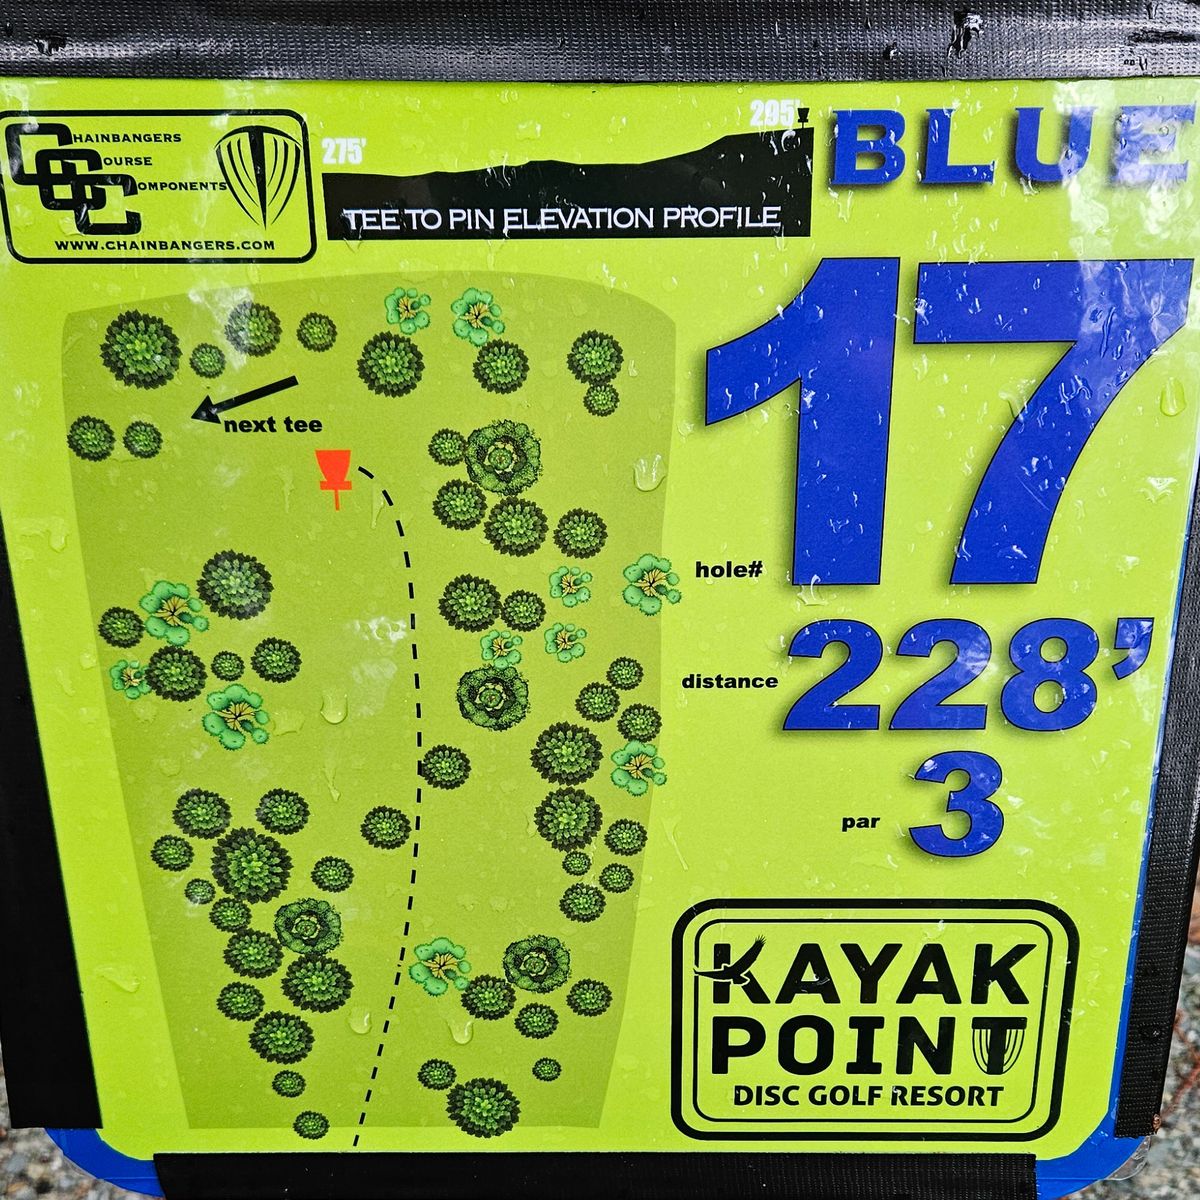 CHAINBANGERS
COURSE
COMPONENTS
WWW.CHAINBANGERS.COM
275'
295'
TEE TO PIN ELEVATION PROFILE
BLUE
17
next tee
hole#
distance 228'
par 3
KAYAK
POINT
DISC GOLF RESORT